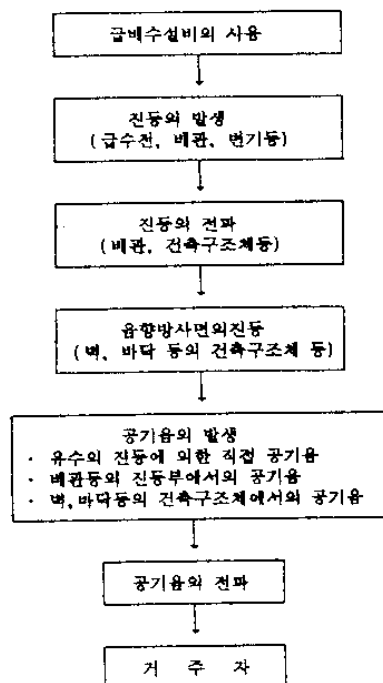 급배수설비의 사용
진동의 발생
(급수전, 배관, 변기등)
진동의 전파
(배관, 건축구조체등)
음향방사면의진동
(벽, 바닥 등의 건축구조체 등)
공기음의 발생
· 유수의 진동에 의한 직접 공기음
· 배관등의 진동부에서의 공기음
· 벽,바닥등의 건축구조체에서의 공기음
공기음의 전파
거 주 자